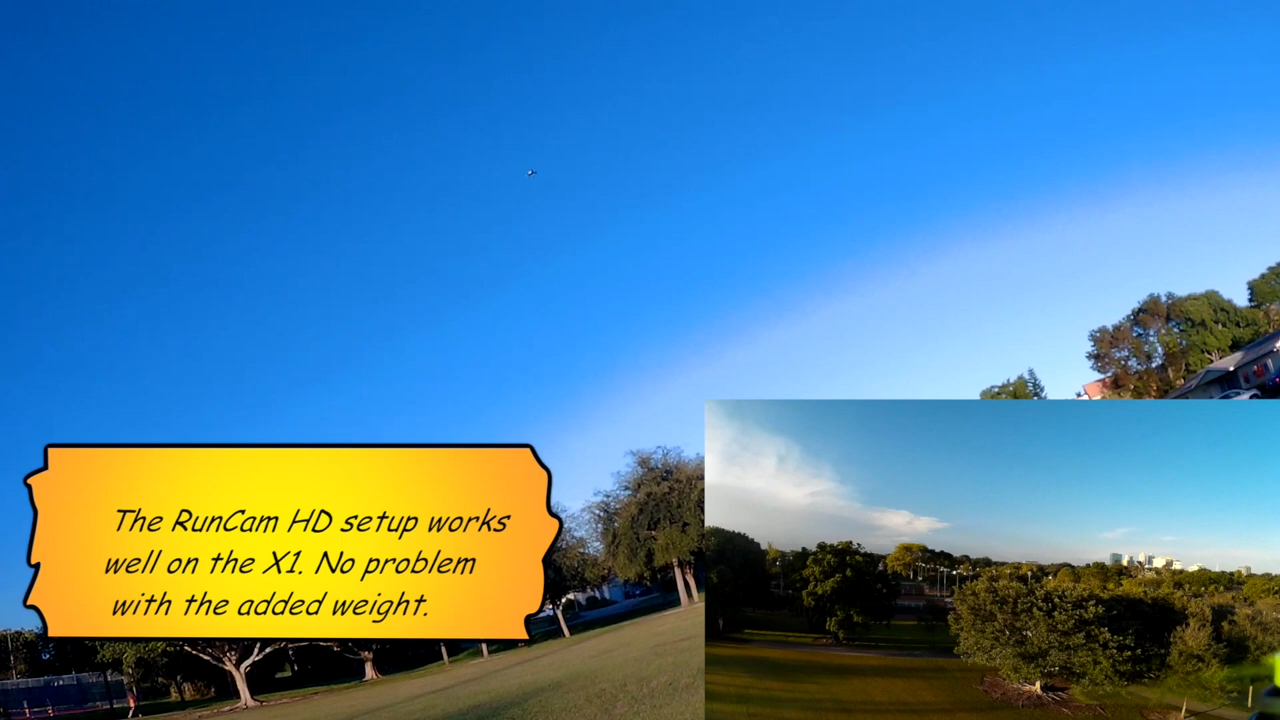 The RunCam HD setup works
well on the X1. No problem
with the added weight.